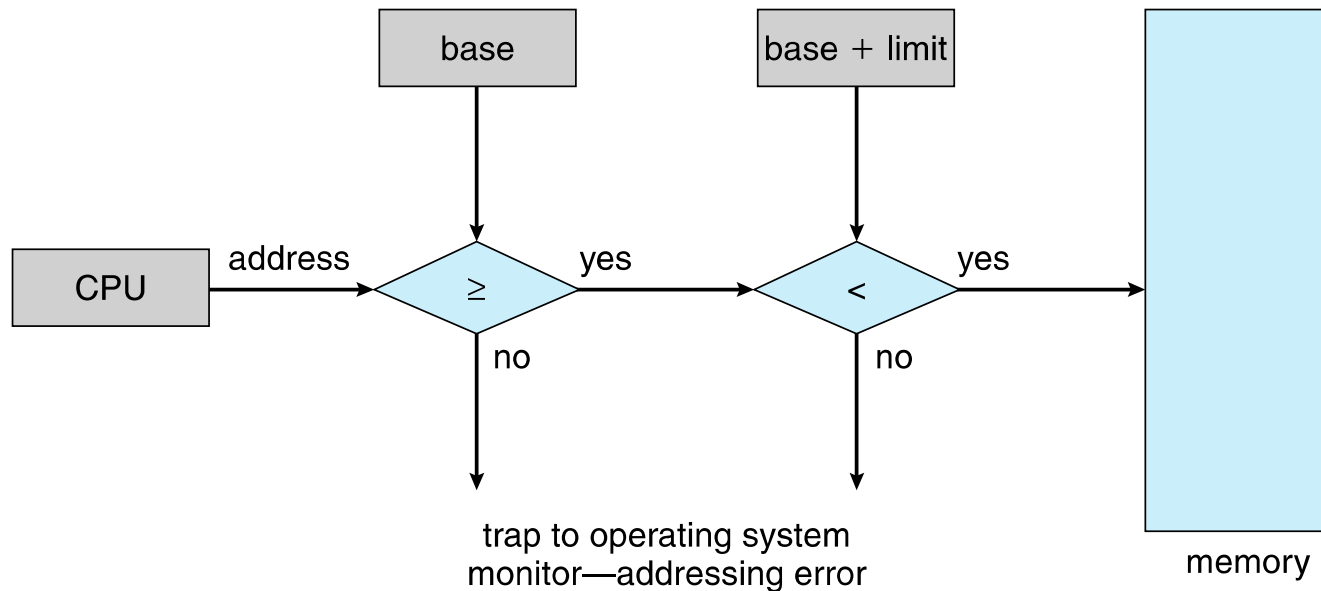 base
base + limit
CPU
address
≥
yes
<
yes
no
no
trap to operating system
monitor—addressing error
memory